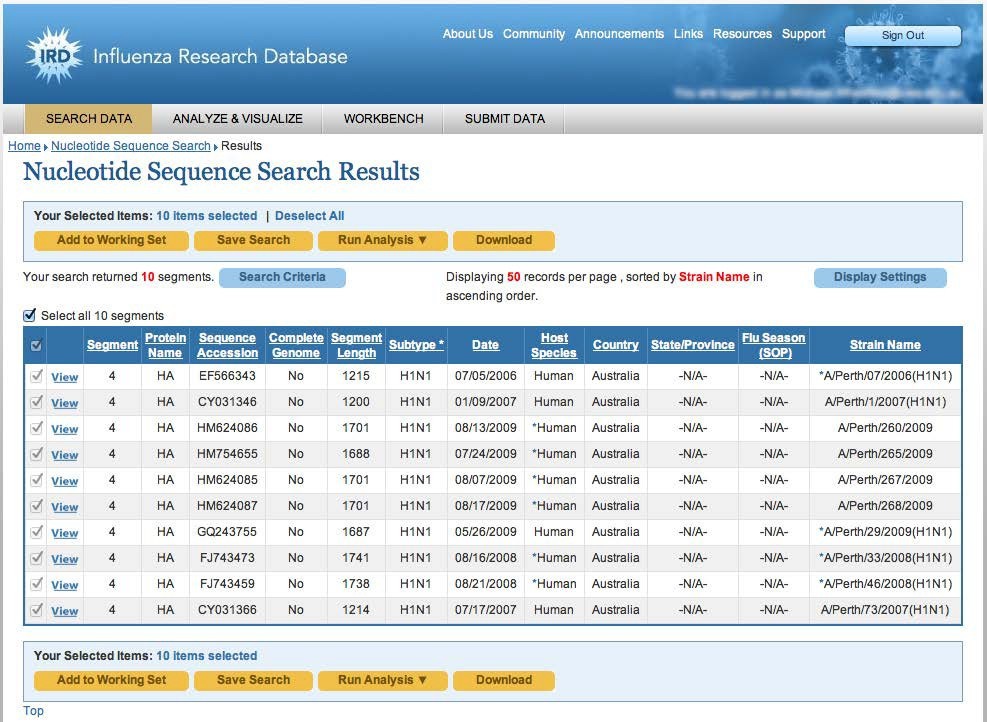 IRD Influenza Research Database
About Us Community Announcements Links Resources Support Sign Out
You are logged in as
SEARCH DATA ANALYZE & VISUALIZE WORKBENCH SUBMIT DATA
Home Nucleotide Sequence Search Results
Nucleotide Sequence Search Results
Your Selected Items: 10 items selected | Deselect All
Add to Working Set Save Search Run Analysis ▼ Download
Your search returned 10 segments. Search Criteria Displaying 50 records per page , sorted by Strain Name in Display Settings
ascending order.
Select all 10 segments
Segment Protein Name Sequence Accession Complete Genome Segment Length Subtype * Date Host Species Country State/Province Flu Season (SOP) Strain Name
View 4 HA EF566343 No 1215 H1N1 07/05/2006 Human Australia -N/A- -N/A- *A/Perth/07/2006(H1N1)
View 4 HA CY031346 No 1200 H1N1 01/09/2007 Human Australia -N/A- -N/A- A/Perth/1/2007(H1N1)
View 4 HA HM624086 No 1701 H1N1 08/13/2009 *Human Australia -N/A- -N/A- A/Perth/260/2009
View 4 HA HM754655 No 1688 H1N1 07/24/2009 *Human Australia -N/A- -N/A- A/Perth/265/2009
View 4 HA HM624085 No 1701 H1N1 08/07/2009 *Human Australia -N/A- -N/A- A/Perth/267/2009
View 4 HA HM624087 No 1701 H1N1 08/17/2009 *Human Australia -N/A- -N/A- A/Perth/268/2009
View 4 HA GQ243755 No 1687 H1N1 05/26/2009 Human Australia -N/A- -N/A- *A/Perth/29/2009(H1N1)
View 4 HA FJ743473 No 1741 H1N1 08/16/2008 *Human Australia -N/A- -N/A- *A/Perth/33/2008(H1N1)
View 4 HA FJ743459 No 1738 H1N1 08/21/2008 *Human Australia -N/A- -N/A- *A/Perth/46/2008(H1N1)
View 4 HA CY031366 No 1214 H1N1 07/17/2007 Human Australia -N/A- -N/A- A/Perth/73/2007(H1N1)
Your Selected Items: 10 items selected
Add to Working Set Save Search Run Analysis ▼ Download
Top